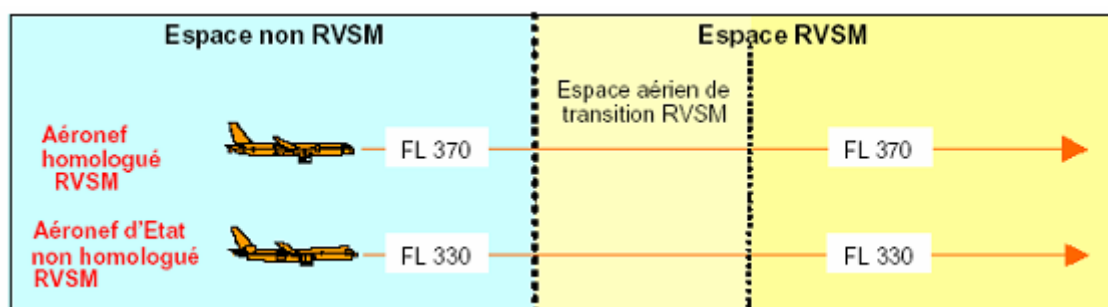 Espace non RVSM
Espace RVSM
Espace aérien de
transition RVSM
Aéronef
homologué
RVSM
FL 370
FL 370
Aéronef d'Etat
non homologué
RVSM
FL 330
FL 330